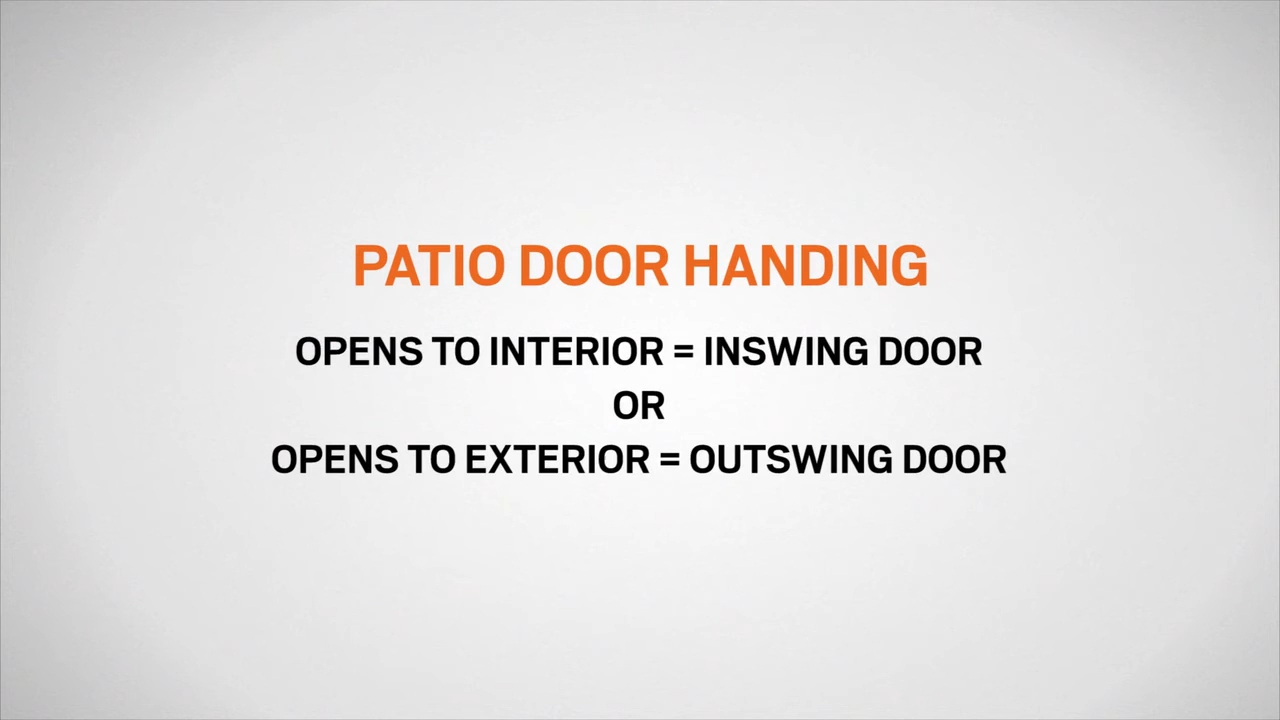 PATIO DOOR HANDING
OPENS TO INTERIOR = INSWING DOOR
OR
OPENS TO EXTERIOR = OUTSWING DOOR